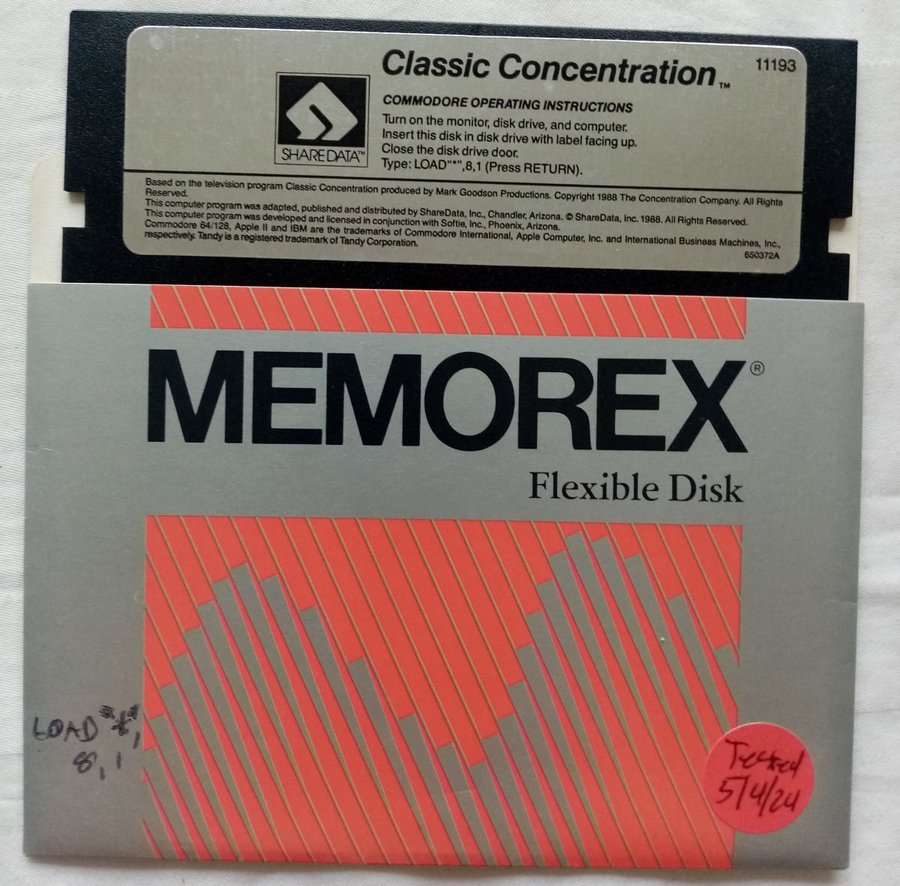 Classic Concentration™
11193
SHAREDATA™
COMMODORE OPERATING INSTRUCTIONS
Turn on the monitor, disk drive, and computer.
Insert this disk in disk drive with label facing up.
Close the disk drive door.
Type: LOAD"*",8,1 (Press RETURN).
Based on the television program Classic Concentration produced by Mark Goodson Productions. Copyright 1988 The Concentration Company. All Rights
Reserved.
This computer program was adapted, published and distributed by ShareData, Inc., Chandler, Arizona. © ShareData, Inc. 1988. All Rights Reserved.
This computer program was developed and licensed in conjunction with Softie, Inc., Phoenix, Arizona.
Commodore 64/128, Apple II and IBM are the trademarks of Commodore International, Apple Computer, Inc. and International Business Machines, Inc.,
respectively. Tandy is a registered trademark of Tandy Corporation.
650372A
MEMOREX®
Flexible Disk
LOAD "*",
8,1
Tested
5/4/24